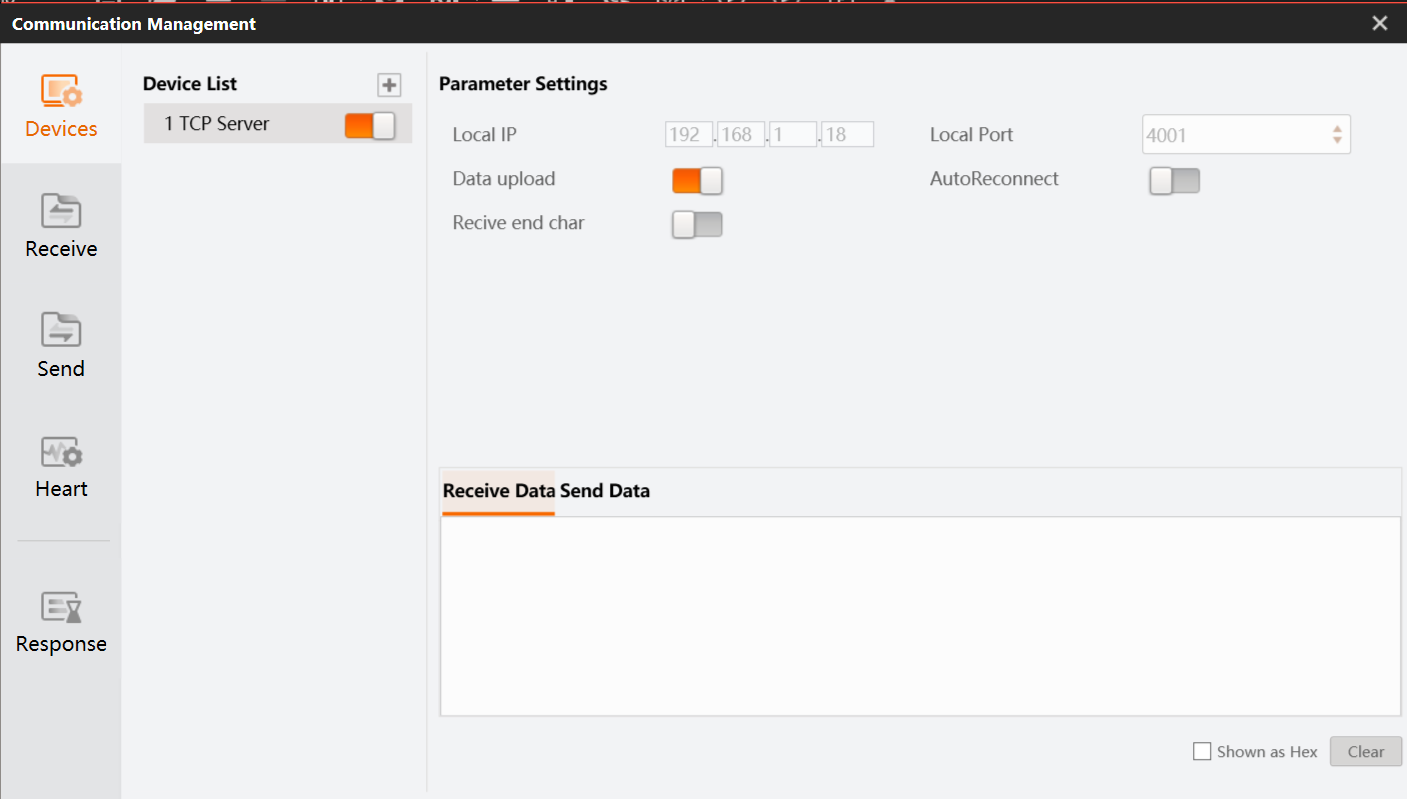 Communication Management
Devices
Receive
Send
Heart
Response
Device List
1 TCP Server
Parameter Settings
Local IP 192.168.1.18 Local Port 4001
Data upload AutoReconnect
Recive end char
Receive Data Send Data
Shown as Hex Clear